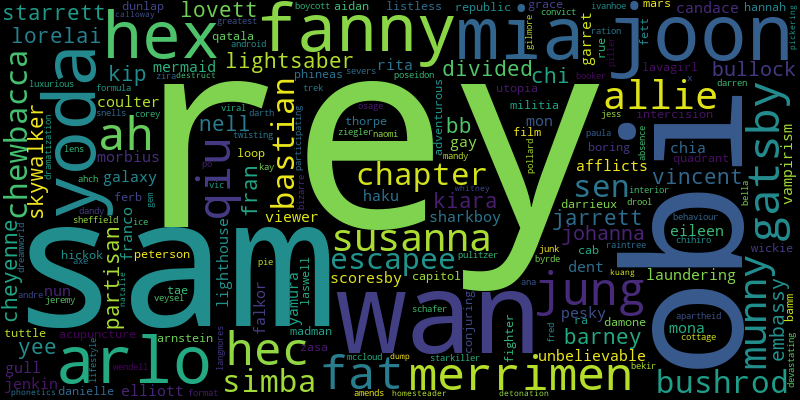 dunlap
calloway
starrett
hex
lovett
qatala
fanny
boycott
aidan
android
greatest
listless
republic
grace
convict
mia
joon
ivanhoe
mars
candace
hannah
pickering
fett
lorelai
kip
mermaid
lightsaber
phineas
rita
divided
chi
garret
ration
rue
gilmore
lavagirl
bullock
chewbacca
yoda
coulter
formula
zira
destruct
poseidon
severs
trek
utopia
booker
allie
darren
luxurious
skywalker
ah
rey
bastian
nell
qiu
viral
darth
corey
snells
twisting
participating
thorpe
osage
ziegler
naomi
adventurous
bb
gay
mandy
militia
mon
film
pollard
jess
intercision
paula
absence
boring
chia
quadrant
gatsby
vampirism
dramatization
lens
morbius
galaxy
loop
kay
viewer
fran
chapter
haku
kiara
whitney
sharkboy
afflicts
sen
vincent
interior
drool
bella
obi
ahch
ferb
gem
vic
bizarre
dandy
sheffield
susanna
darrieux
jarrett
johanna
behaviour
eileen
chihiro
wickie
cheyenne
dreamworld
hickok
axe
partisan
franco
ice
peterson
sam
lighthouse
pie
escapee
junk
pulitzer
byrde
cab
raintree
mona
munny
embassy
nun
andre
jeremy
natalie
tae
veysel
falkor
yamura
laswell
scoresby
capitol
wan
schafer
jung
dent
pesky
ana
kuang
laundering
apartheid
cottage
bamm
devastating
tuttle
yee
acupuncture
arlo
arnstein
hec
madman
zasa
conjuring
fighter
fred
ra
damone
barney
unbelievable
bekir
gull
jenkin
lifestyle
wendell
langmores
simba
fat
mccloud
dump
starkiller
merrimen
bushrod
phonetics
danielle
elliott
format
amends
homesteader
detonation